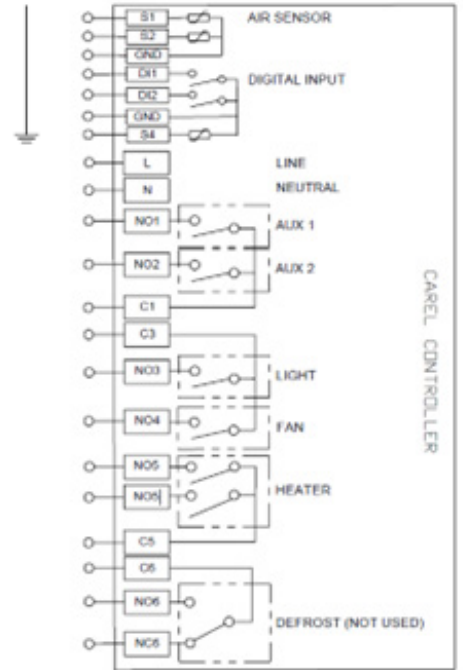 S1 AIR SENSOR
S2
GND
DI1 DIGITAL INPUT
DI2
GND
S4
L LINE
N NEUTRAL
NO1 AUX 1
NO2 AUX 2
C1
C3
NO3 LIGHT
NO4 FAN
NO5 HEATER
NO5
C5
C6
NO6
DEFROST (NOT USED)
NC6
CAREL CONTROLLER